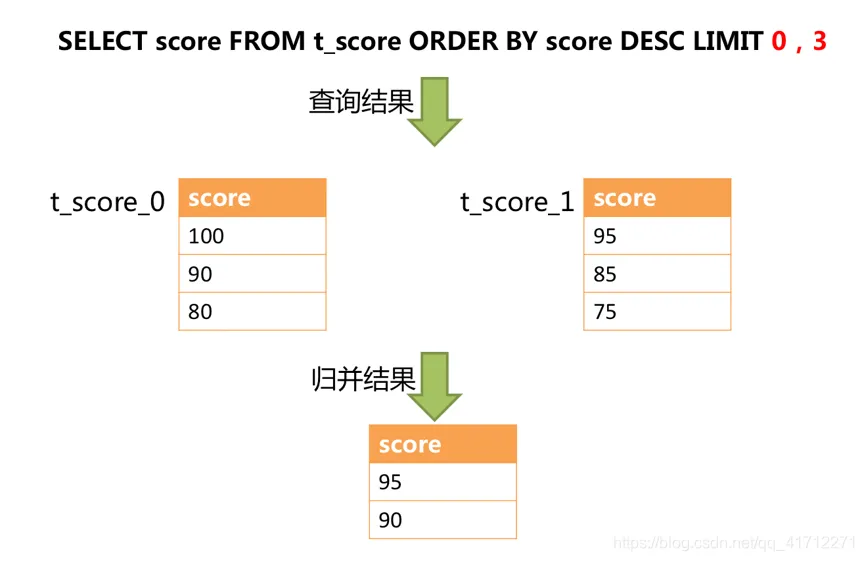 SELECT score FROM t_score ORDER BY score DESC LIMIT 0 , 3
查询结果
t_score_0
score
100
90
80
t_score_1
score
95
85
75
归并结果
score
95
90
https://blog.csdn.net/qq_41712271